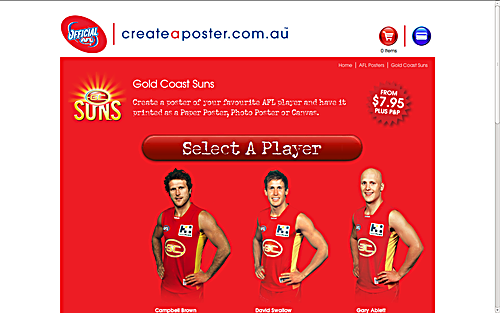 OFFICIAL
AFL
createaposter.com.au™
0 Items
Home | AFL Posters | Gold Coast Suns
SUNS
Gold Coast Suns
Create a poster of your favourite AFL player and have it
printed as a Paper Poster, Photo Poster or Canvas.
FROM
$7.95
PLUS P&P
Select A Player
Campbell Brown
David Swallow
Gary Ablett